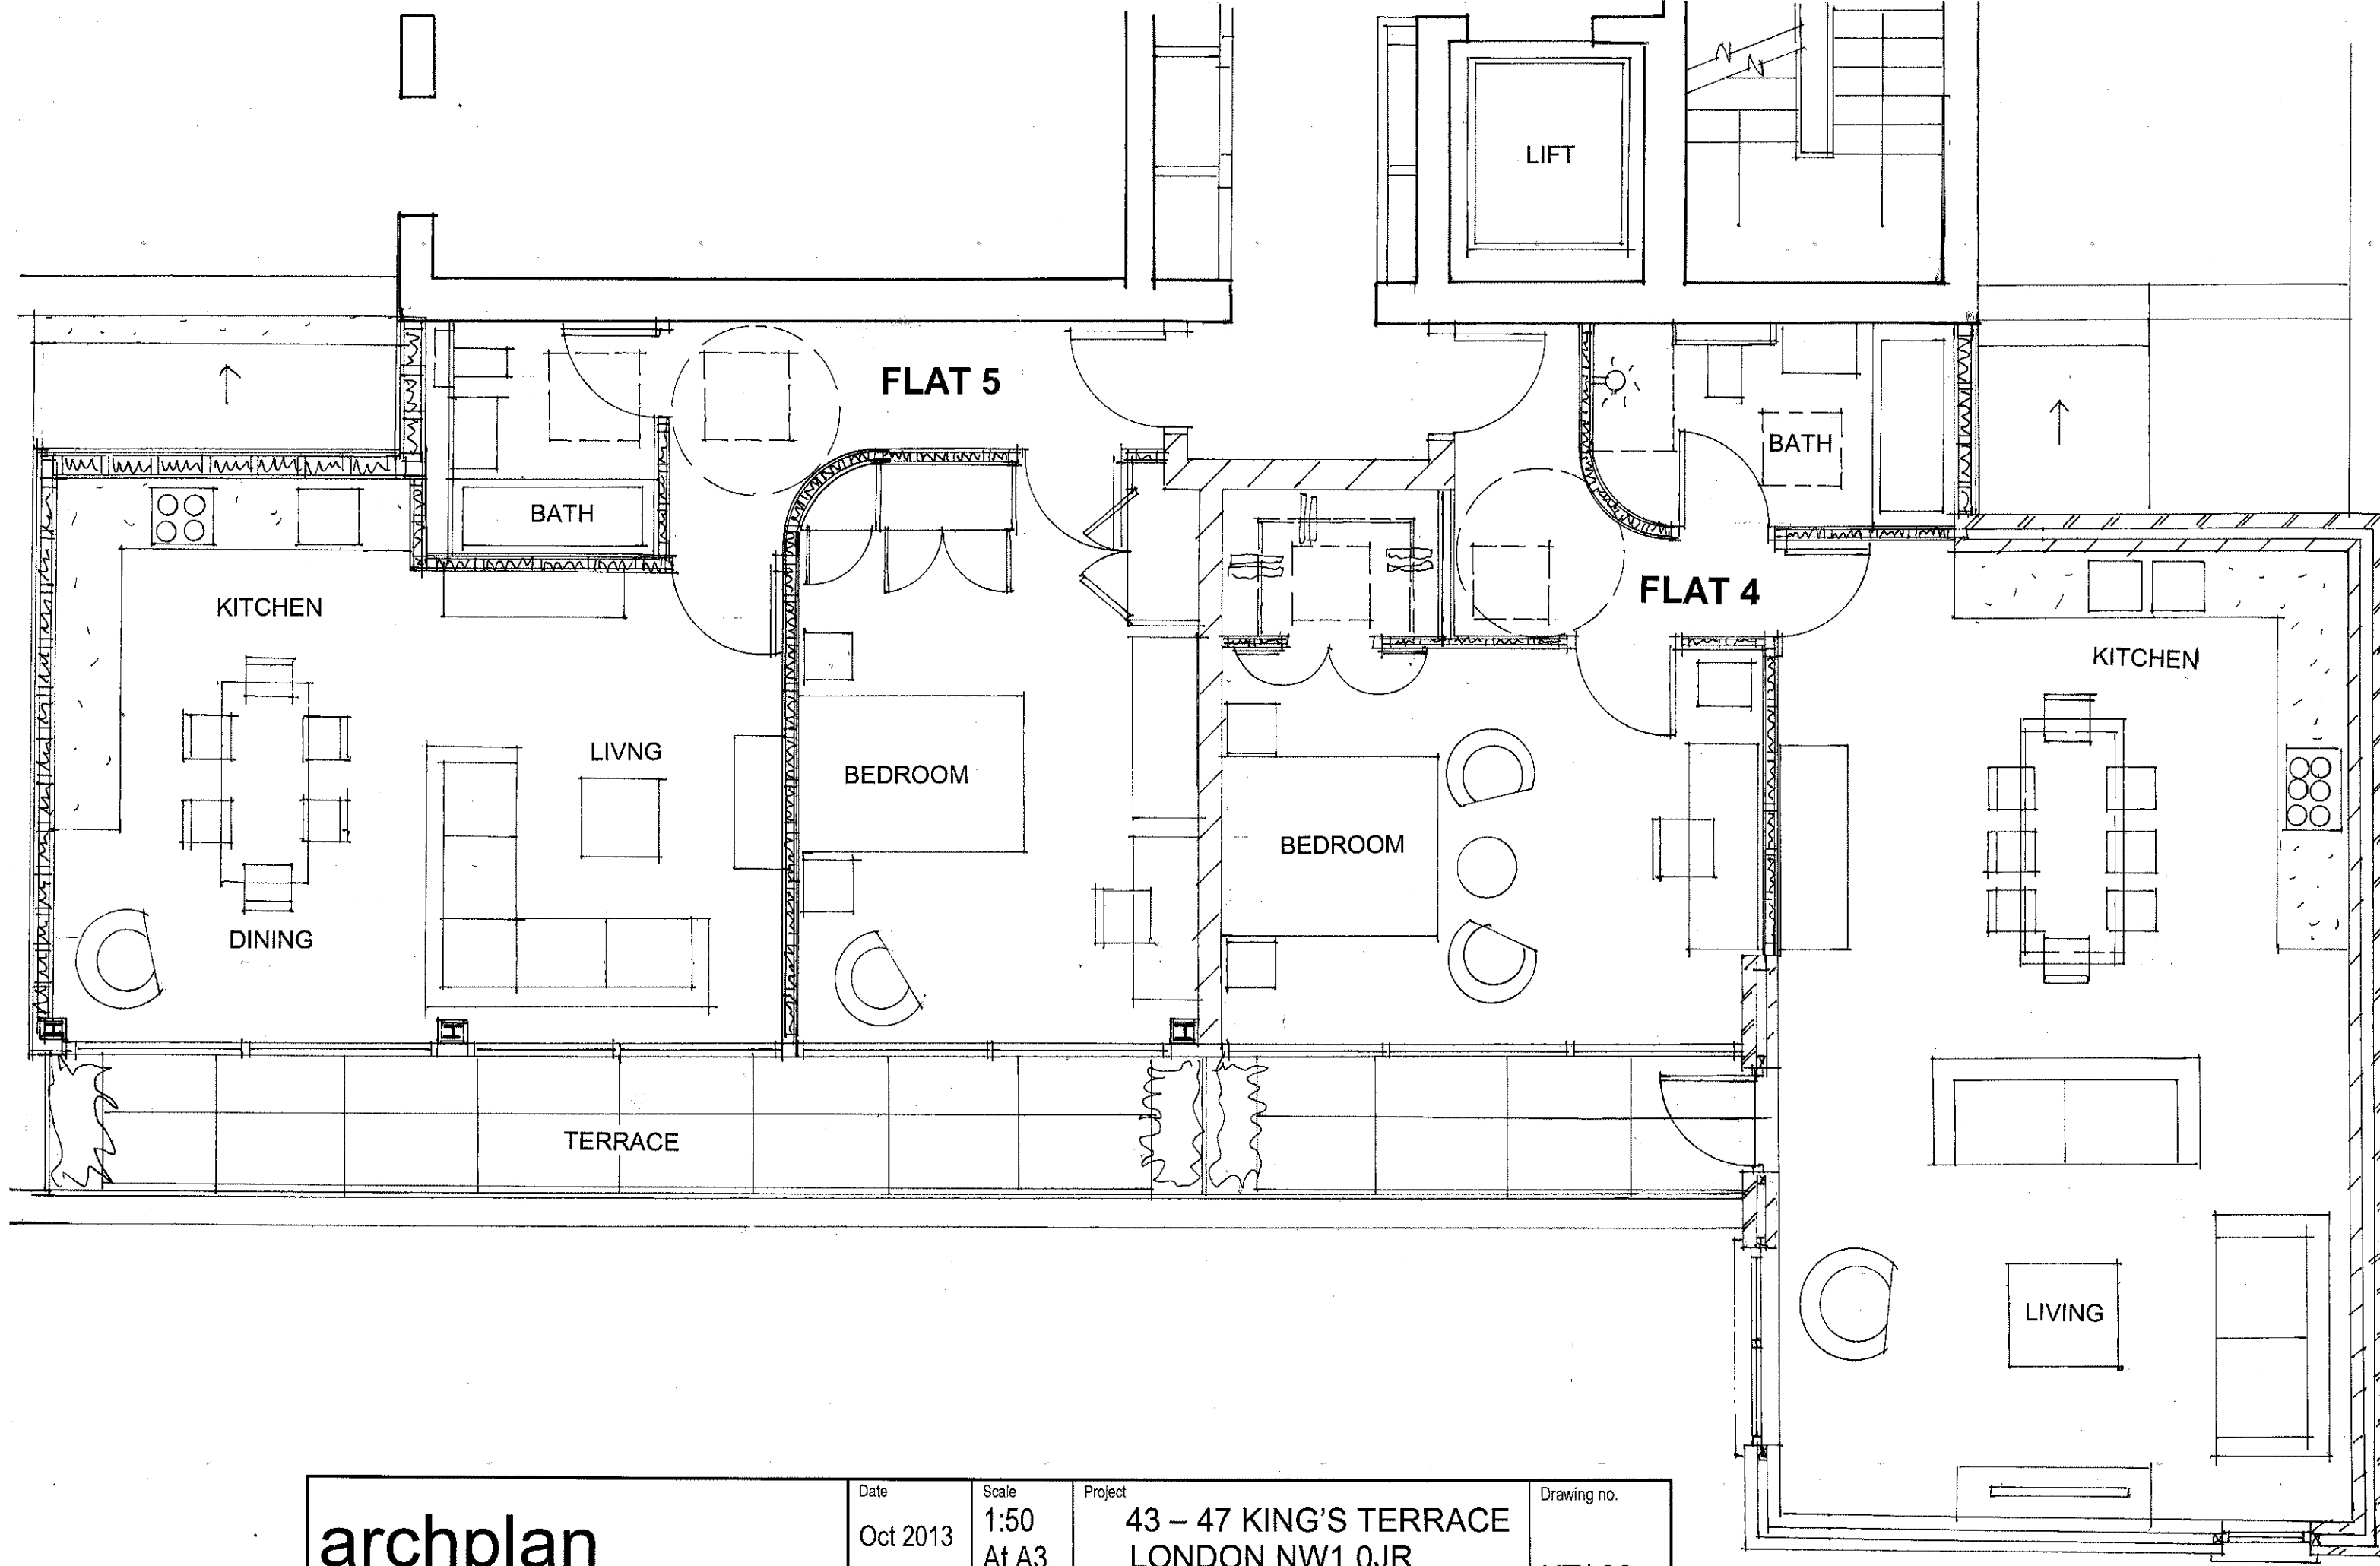 LIFT
FLAT 5
BATH
BATH
FLAT 4
KITCHEN
KITCHEN
LIVNG
BEDROOM
BEDROOM
DINING
TERRACE
LIVING
archplan
Date
Oct 2013
Scale
1:50
At A3
Project
43 – 47 KING'S TERRACE
LONDON NW1 0JR
Drawing no.